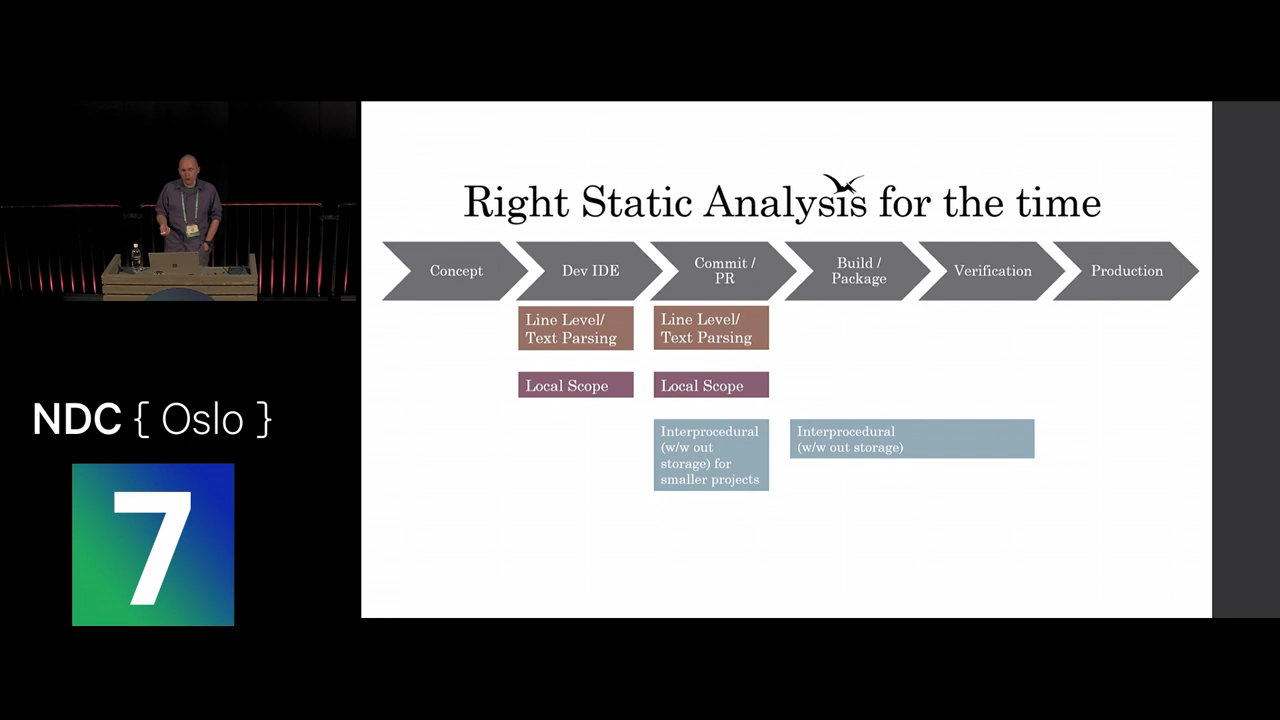 Right Static Analysis for the time
Concept
Dev IDE
Commit /
PR
Build /
Package
Verification
Production
Line Level/
Text Parsing
Line Level/
Text Parsing
Local Scope
Local Scope
Interprocedural
(w/w out
storage) for
smaller projects
Interprocedural
(w/w out storage)
NDC { Oslo }
7